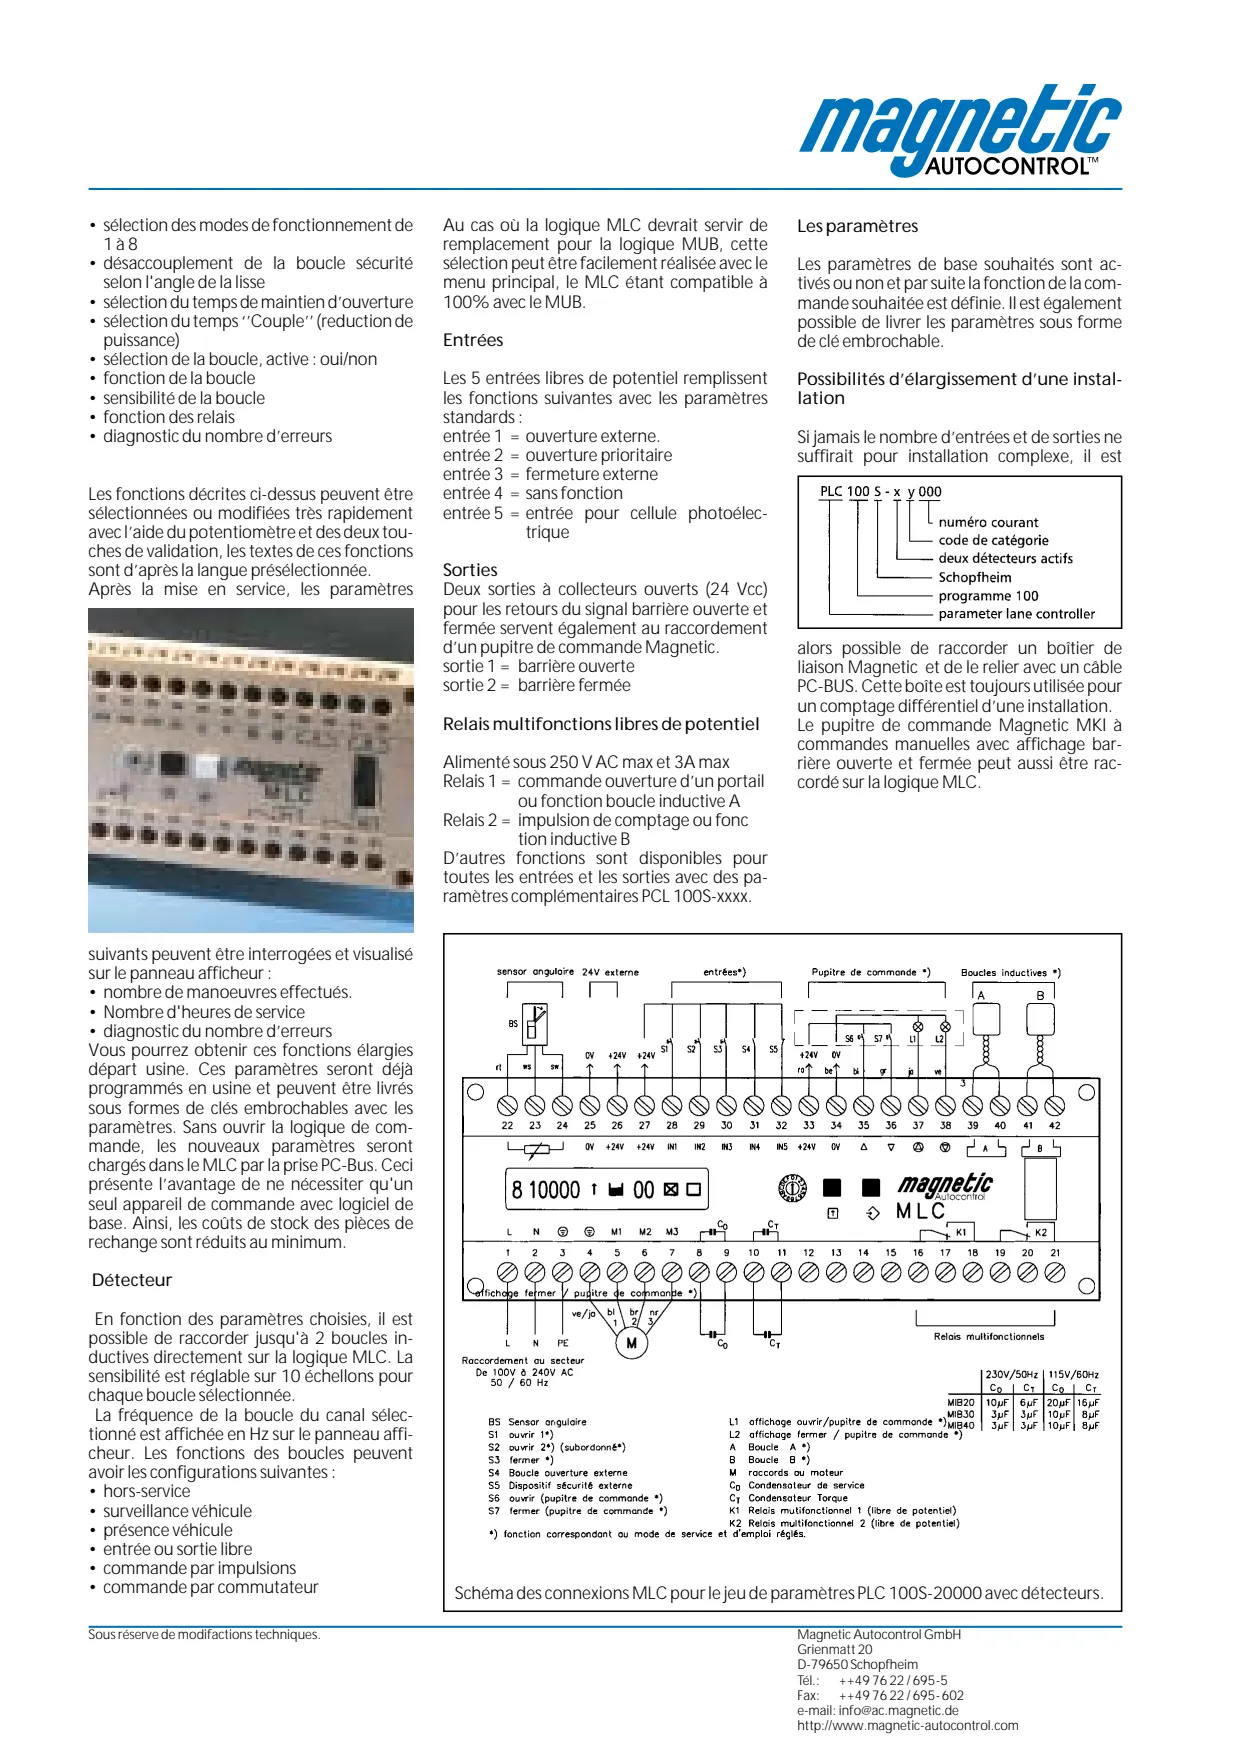 magnetic
AUTOCONTROL™
• sélection des modes de fonctionnement de
1 à 8
• désaccouplement de la boucle sécurité
selon l'angle de la lisse
• sélection du temps de maintien d’ouverture
• sélection du temps ‘‘Couple’’ (reduction de
puissance)
• sélection de la boucle, active : oui/non
• fonction de la boucle
• sensibilité de la boucle
• fonction des relais
• diagnostic du nombre d’erreurs
Les fonctions décrites ci-dessus peuvent être
sélectionnées ou modifiées très rapidement
avec l’aide du potentiomètre et des deux tou-
ches de validation, les textes de ces fonctions
sont d’après la langue présélectionnée.
Après la mise en service, les paramètres
magnetic
MLC
suivants peuvent être interrogées et visualisé
sur le panneau afficheur :
• nombre de manoeuvres effectués.
• Nombre d'heures de service
• diagnostic du nombre d’erreurs
Vous pourrez obtenir ces fonctions élargies
départ usine. Ces paramètres seront déjà
programmés en usine et peuvent être livrés
sous formes de clés embrochables avec les
paramètres. Sans ouvrir la logique de com-
mande, les nouveaux paramètres seront
chargés dans le MLC par la prise PC-Bus. Ceci
présente l’avantage de ne nécessiter qu'un
seul appareil de commande avec logiciel de
base. Ainsi, les coûts de stock des pièces de
rechange sont réduits au minimum.
Détecteur
En fonction des paramètres choisies, il est
possible de raccorder jusqu'à 2 boucles in-
ductives directement sur la logique MLC. La
sensibilité est réglable sur 10 échellons pour
chaque boucle sélectionnée.
La fréquence de la boucle du canal sélec-
tionné est affichée en Hz sur le panneau affi-
cheur. Les fonctions des boucles peuvent
avoir les configurations suivantes :
• hors-service
• surveillance véhicule
• présence véhicule
• entrée ou sortie libre
• commande par impulsions
• commande par commutateur
Au cas où la logique MLC devrait servir de
remplacement pour la logique MUB, cette
sélection peut être facilement réalisée avec le
menu principal, le MLC étant compatible à
100% avec le MUB.
Entrées
Les 5 entrées libres de potentiel remplissent
les fonctions suivantes avec les paramètres
standards :
entrée 1 = ouverture externe.
entrée 2 = ouverture prioritaire
entrée 3 = fermeture externe
entrée 4 = sans fonction
entrée 5 = entrée pour cellule photoélec-
trique
Sorties
Deux sorties à collecteurs ouverts (24 Vcc)
pour les retours du signal barrière ouverte et
fermée servent également au raccordement
d’un pupitre de commande Magnetic.
sortie 1 = barrière ouverte
sortie 2 = barrière fermée
Relais multifonctions libres de potentiel
Alimenté sous 250 V AC max et 3A max
Relais 1 = commande ouverture d’un portail
ou fonction boucle inductive A
Relais 2 = impulsion de comptage ou fonc
tion inductive B
D’autres fonctions sont disponibles pour
toutes les entrées et les sorties avec des pa-
ramètres complémentaires PCL 100S-xxxx.
Les paramètres
Les paramètres de base souhaités sont ac-
tivés ou non et par suite la fonction de la com-
mande souhaitée est définie. Il est également
possible de livrer les paramètres sous forme
de clé embrochable.
Possibilités d’élargissement d’une instal-
lation
Si jamais le nombre d’entrées et de sorties ne
suffirait pour installation complexe, il est
PLC 100 S - x y 000
numéro courant
code de catégorie
deux détecteurs actifs
Schopfheim
programme 100
parameter lane controller
alors possible de raccorder un boîtier de
liaison Magnetic et de le relier avec un câble
PC-BUS. Cette boîte est toujours utilisée pour
un comptage différentiel d’une installation.
Le pupitre de commande Magnetic MKI à
commandes manuelles avec affichage bar-
rière ouverte et fermée peut aussi être rac-
cordé sur la logique MLC.
sensor angulaire 24V externe entrées*) Pupitre de commande *) Boucles inductives *)
A B
BS
S6 *) S7 *) L1 L2
S1 S2 S3 S4 S5
0V +24V +24V +24V 0V
rt ws sw ro be bl gr ja ve
3
22 23 24 25 26 27 28 29 30 31 32 33 34 35 36 37 38 39 40 41 42
0V +24V +24V IN1 IN2 IN3 IN4 IN5 +24V 0V A B
8 10000 00
magnetic
Autocontrol
MLC
L N M1 M2 M3 CO CT K1 K2
1 2 3 4 5 6 7 8 9 10 11 12 13 14 15 16 17 18 19 20 21
affichage fermer / pupitre de commande *)
ve/ja bl br nr
1 2 3
L N PE M CO CT
Relais multifonctionnels
Raccordement au secteur
De 100V à 240V AC
50 / 60 Hz
230V/50Hz 115V/60Hz
CO CT CO CT
MIB20 10µF 6µF 20µF 16µF
MIB30 3µF 3µF 10µF 8µF
MIB40 3µF 3µF 10µF 8µF
BS Sensor angulaire
S1 ouvrir 1*)
S2 ouvrir 2*) (subordonné*)
S3 fermer *)
S4 Boucle ouverture externe
S5 Dispositif sécurité externe
S6 ouvrir (pupitre de commande *)
S7 fermer (pupitre de commande *)
L1 affichage ouvrir/pupitre de commande *)
L2 affichage fermer / pupitre de commande *)
A Boucle A *)
B Boucle B *)
M raccords au moteur
CO Condensateur de service
CT Condensateur Torque
K1 Relais mutifonctionnel 1 (libre de potentiel)
K2 Relais multifonctionnel 2 (libre de potentiel)
*) fonction correspondant au mode de service et d'emploi réglés.
Schéma des connexions MLC pour le jeu de paramètres PLC 100S-20000 avec détecteurs.
Sous réserve de modifactions techniques.
Magnetic Autocontrol GmbH
Grienmatt 20
D-79650 Schopfheim
Tél.: ++49 76 22 / 695-5
Fax: ++49 76 22 / 695-602
e-mail: info@ac.magnetic.de
http://www.magnetic-autocontrol.com